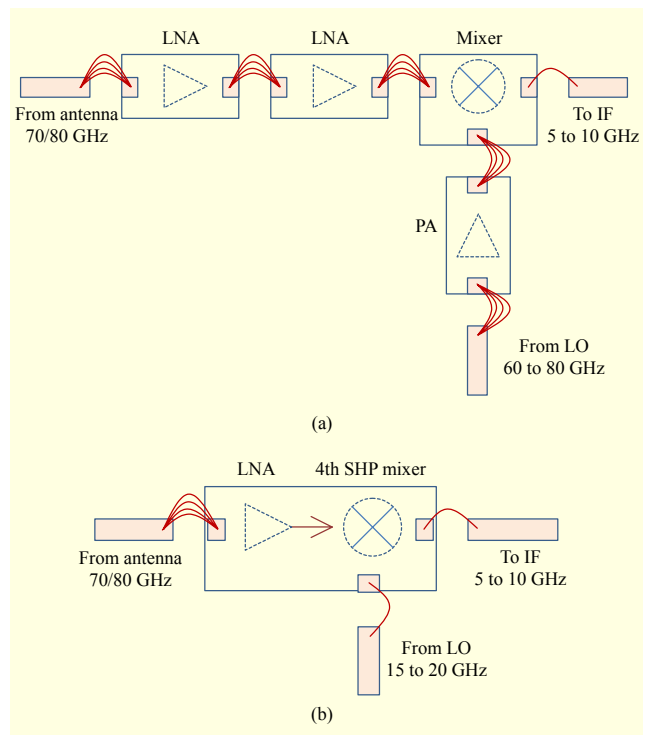 LNA
LNA
Mixer
From antenna
70/80 GHz
To IF
5 to 10 GHz
PA
From LO
60 to 80 GHz
(a)
LNA
4th SHP mixer
From antenna
70/80 GHz
To IF
5 to 10 GHz
From LO
15 to 20 GHz
(b)